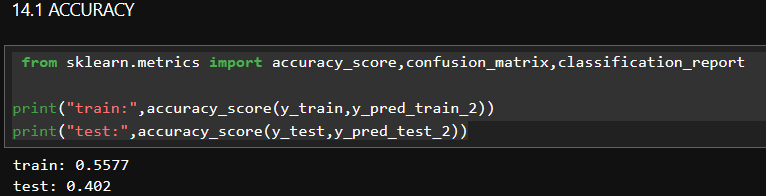 14.1 ACCURACY
from sklearn.metrics import accuracy_score,confusion_matrix,classification_report
print("train:",accuracy_score(y_train,y_pred_train_2))
print("test:",accuracy_score(y_test,y_pred_test_2))
train: 0.5577
test: 0.402